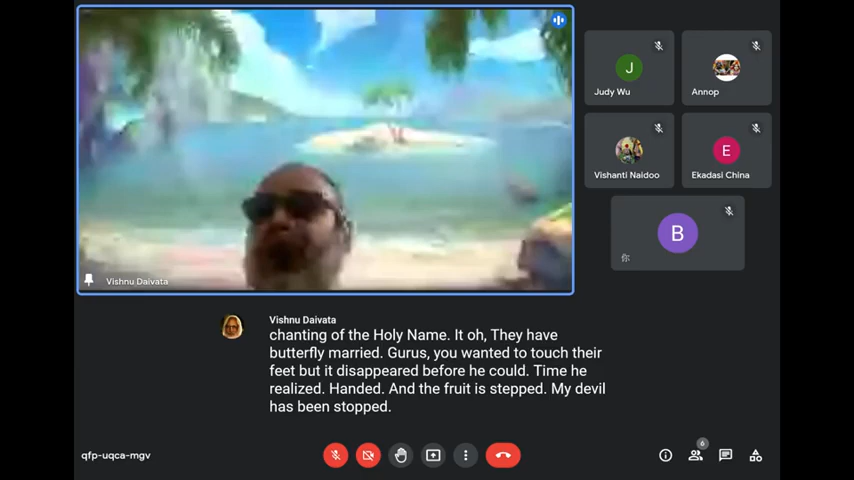 Vishnu Daivata
J
Judy Wu
Annop
Vishanti Naidoo
E
Ekadasi China
B
你
Vishnu Daivata
chanting of the Holy Name. It oh, They have
butterfly married. Gurus, you wanted to touch their
feet but it disappeared before he could. Time he
realized. Handed. And the fruit is stepped. My devil
has been stopped.
qfp-uqca-mgv
6